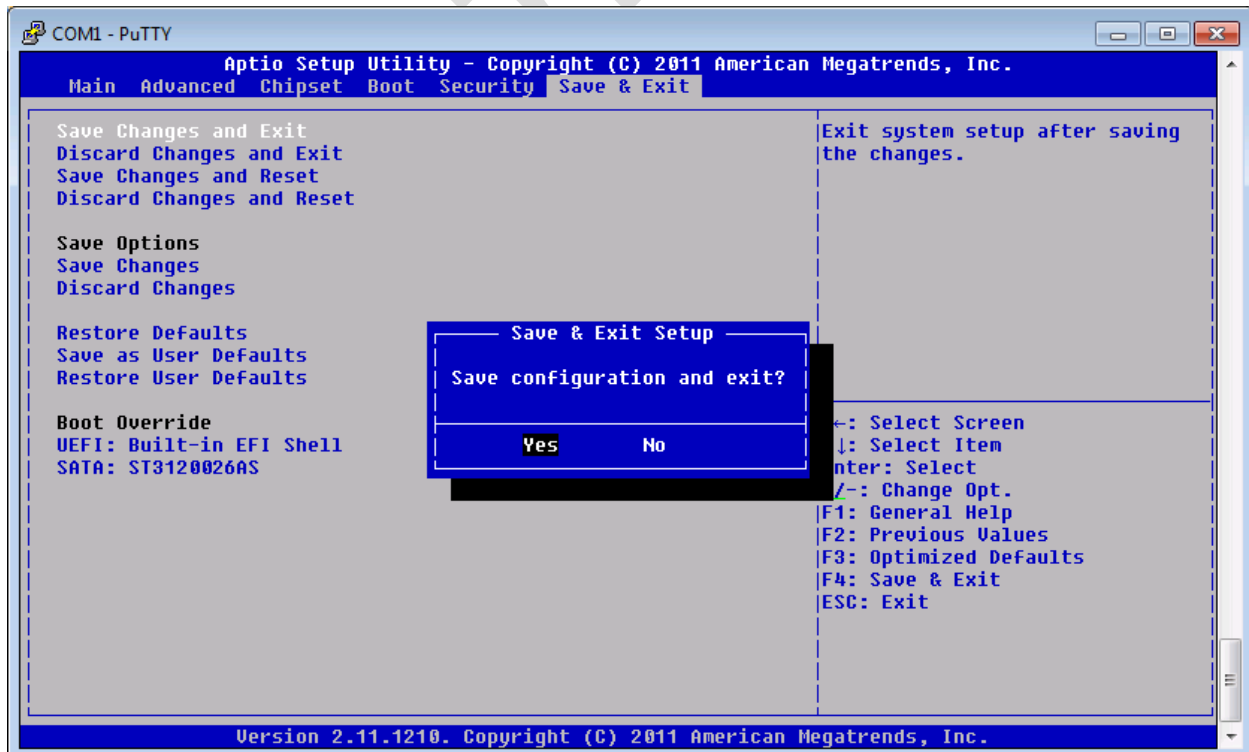 COM1 - PuTTY
Aptio Setup Utility - Copyright (C) 2011 American Megatrends, Inc.
Main Advanced Chipset Boot Security Save & Exit
Save Changes and Exit
Discard Changes and Exit
Save Changes and Reset
Discard Changes and Reset
Save Options
Save Changes
Discard Changes
Restore Defaults
Save as User Defaults
Restore User Defaults
Boot Override
UEFI: Built-in EFI Shell
SATA: ST3120026AS
Save & Exit Setup
Save configuration and exit?
Yes No
Exit system setup after saving
the changes.
←: Select Screen
↓: Select Item
nter: Select
/-: Change Opt.
F1: General Help
F2: Previous Values
F3: Optimized Defaults
F4: Save & Exit
ESC: Exit
Version 2.11.1210. Copyright (C) 2011 American Megatrends, Inc.